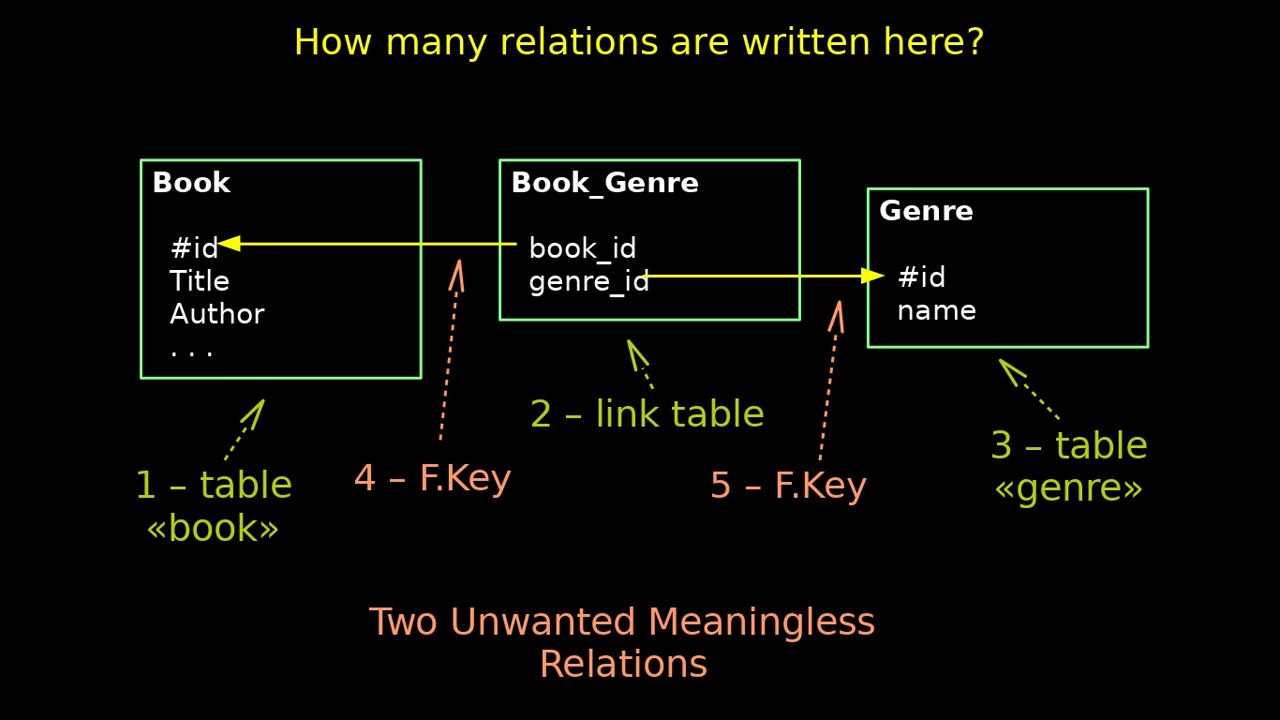 How many relations are written here?
Book
#id
Title
Author
. . .
Book_Genre
book_id
genre_id
Genre
#id
name
1 – table
«book»
4 – F.Key
2 – link table
5 – F.Key
3 – table
«genre»
Two Unwanted Meaningless
Relations